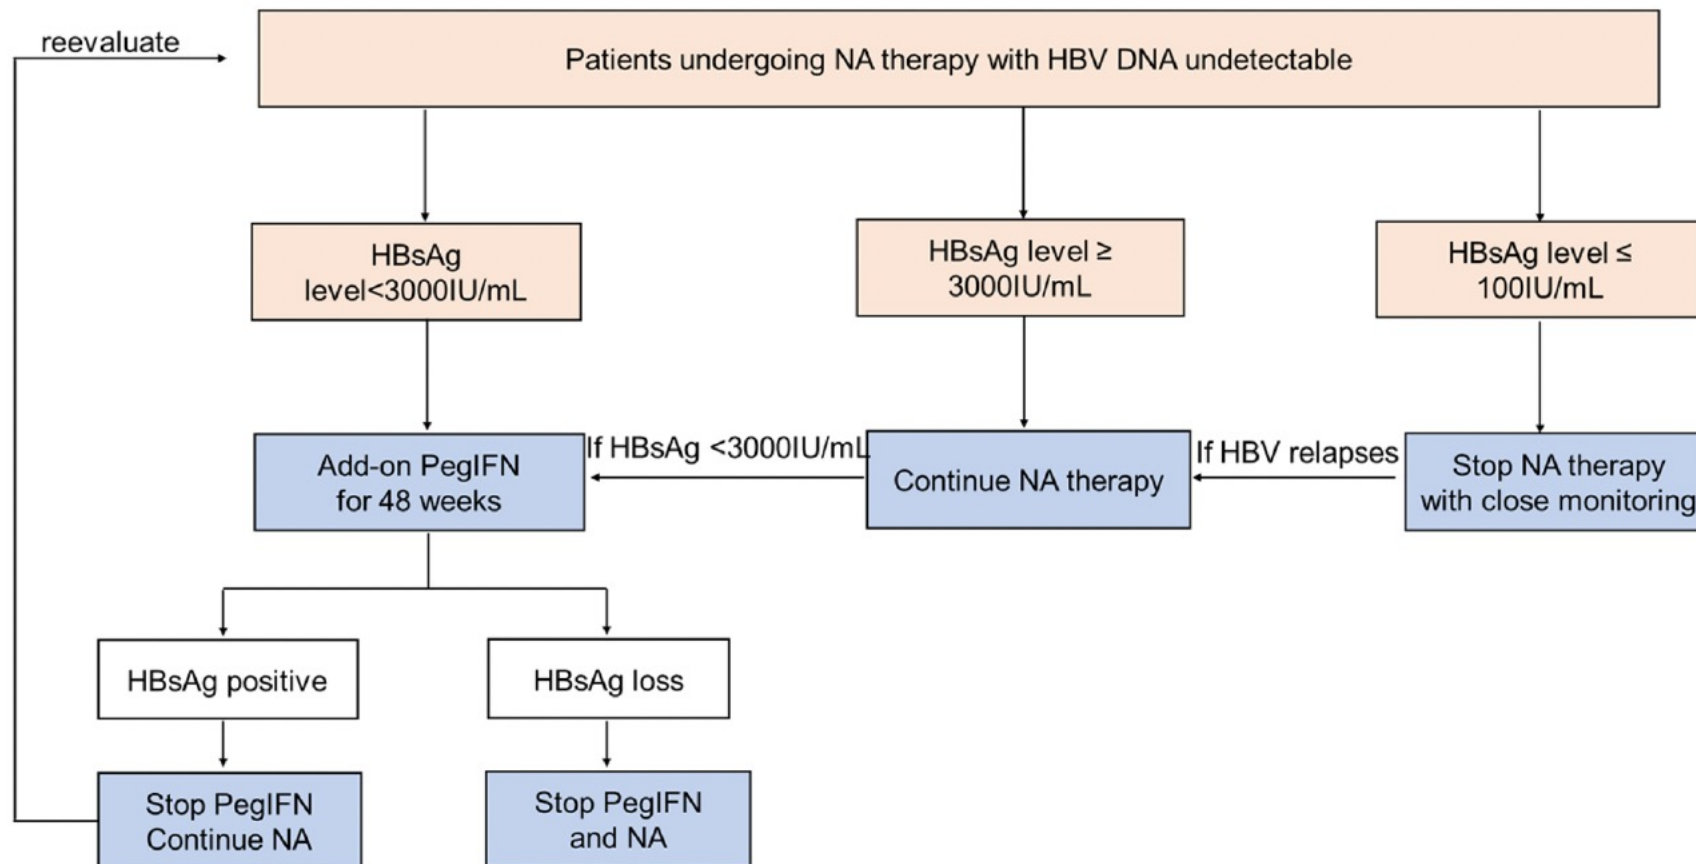 reevaluate
Patients undergoing NA therapy with HBV DNA undetectable
HBsAg
level<3000IU/mL
HBsAg level ≥
3000IU/mL
HBsAg level ≤
100IU/mL
Add-on PegIFN
for 48 weeks
If HBsAg <3000IU/mL
Continue NA therapy
If HBV relapses
Stop NA therapy
with close monitoring
HBsAg positive
HBsAg loss
Stop PegIFN
Continue NA
Stop PegIFN
and NA